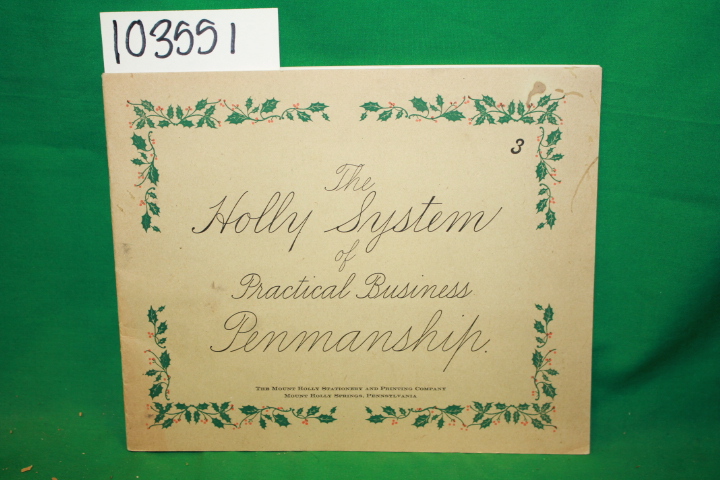 103551
3
The
Holly System
of
Practical Business
Penmanship.
The Mount Holly Stationery and Printing Company
Mount Holly Springs, Pennsylvania